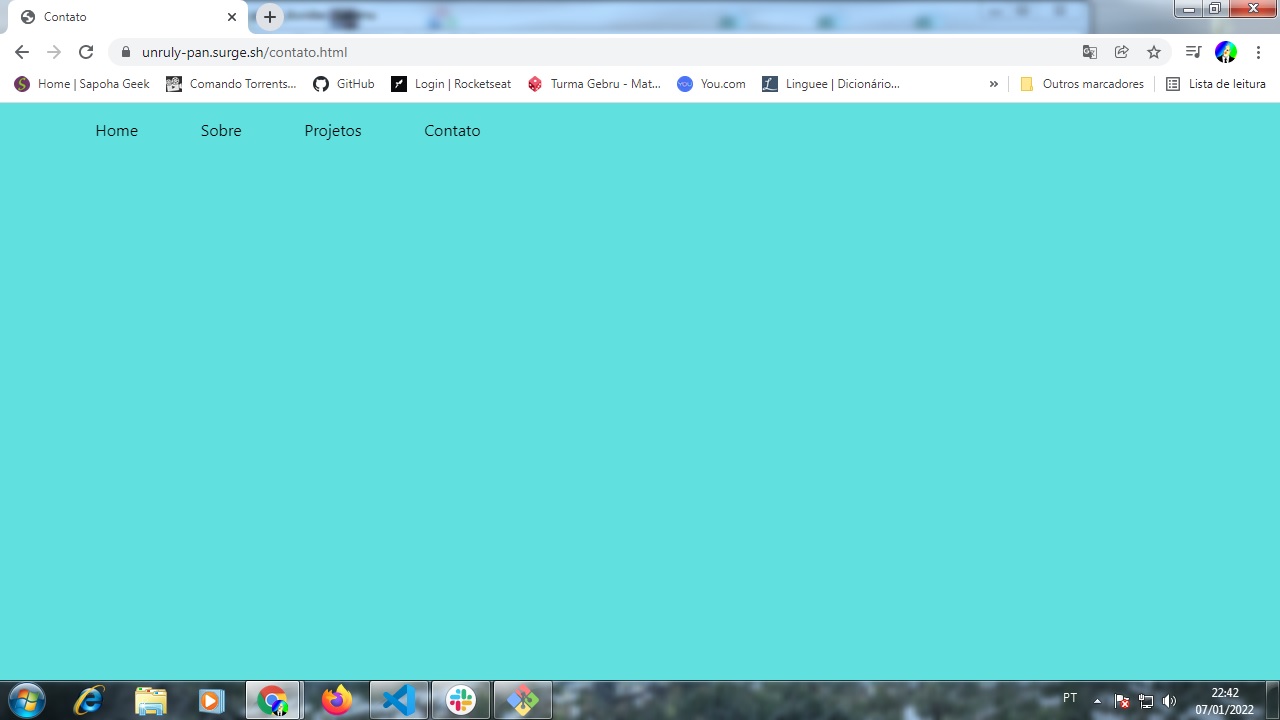 Contato
unruly-pan.surge.sh/contato.html
Home | Sapoha Geek
Comando Torrents...
GitHub
Login | Rocketseat
Turma Gebru - Mat...
You.com
Linguee | Dicionário...
»
Outros marcadores
Lista de leitura
Home
Sobre
Projetos
Contato
PT
22:42
07/01/2022